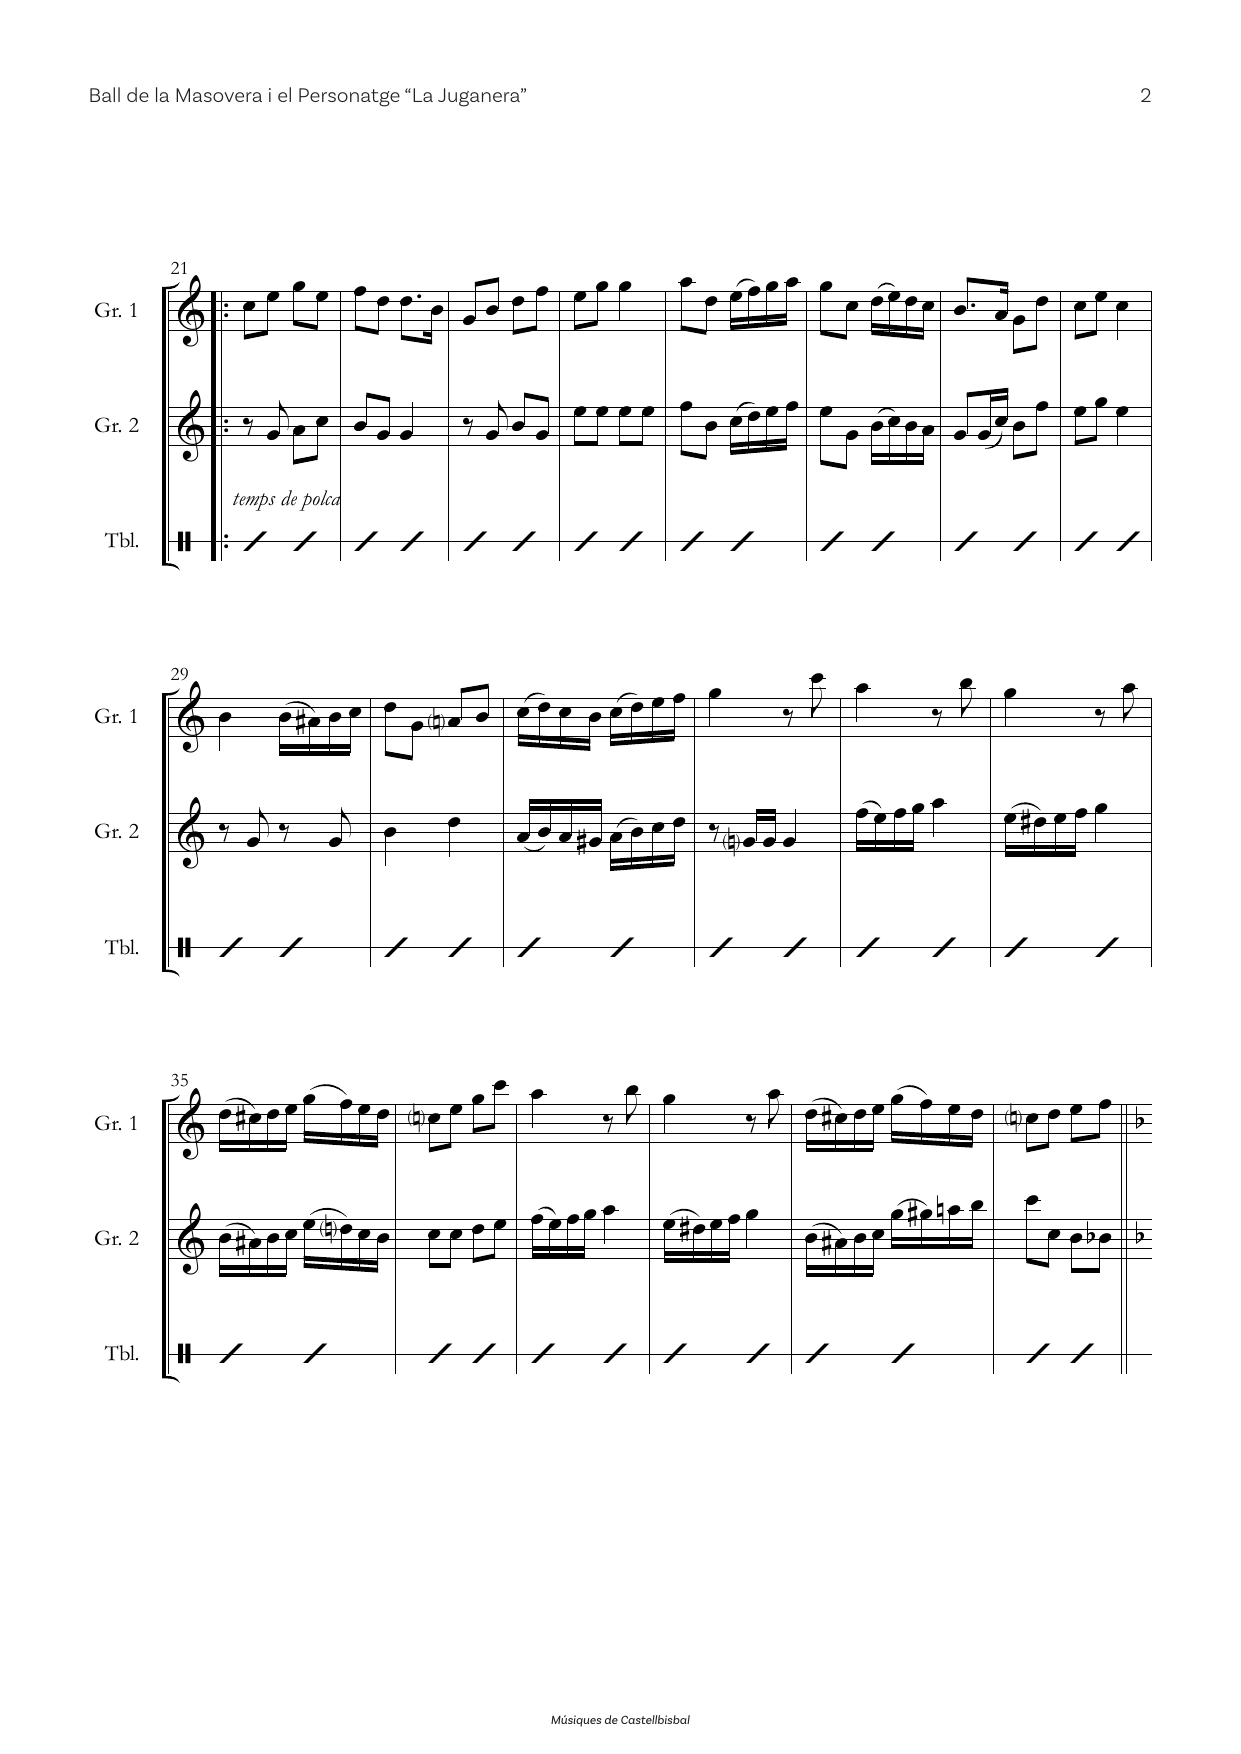 Ball de la Masovera i el Personatge “La Juganera” 2
21
Gr. 1
Gr. 2
temps de polca
Tbl.
29
Gr. 1
Gr. 2
Tbl.
35
Gr. 1
Gr. 2
Tbl.
Músiques de Castellbisbal